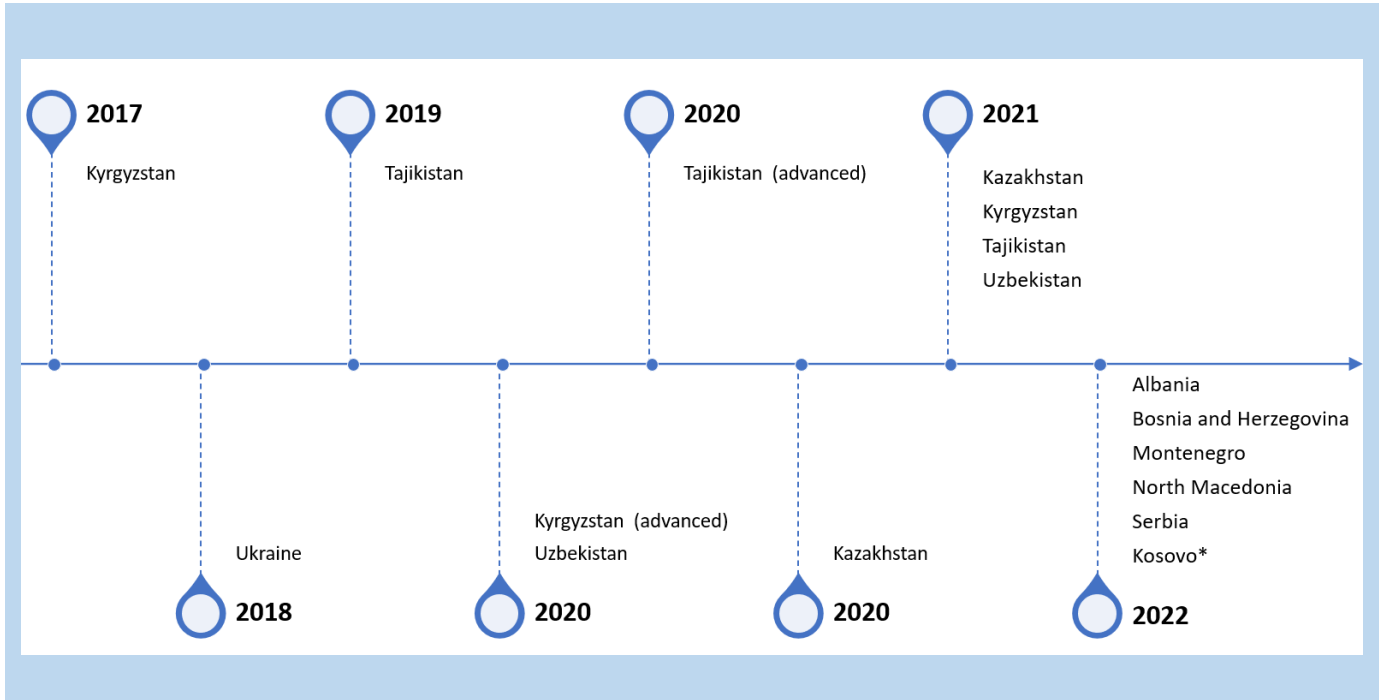 2017
Kyrgyzstan
2019
Tajikistan
2020
Tajikistan (advanced)
2021
Kazakhstan
Kyrgyzstan
Tajikistan
Uzbekistan
Ukraine
2018
Kyrgyzstan (advanced)
Uzbekistan
2020
Kazakhstan
2020
Albania
Bosnia and Herzegovina
Montenegro
North Macedonia
Serbia
Kosovo*
2022